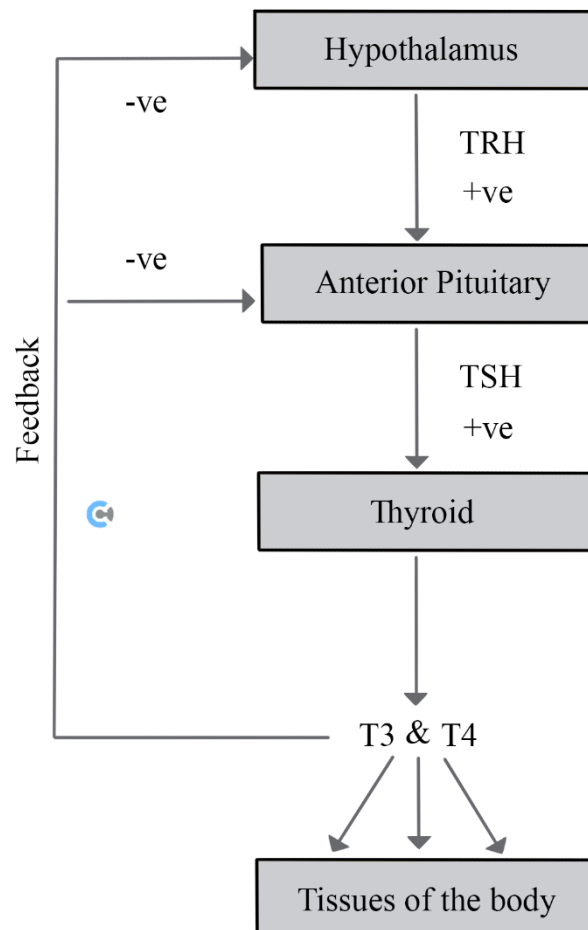 Hypothalamus
-ve
TRH
+ve
-ve
Anterior Pituitary
Feedback
TSH
+ve
Thyroid
T3 & T4
Tissues of the body